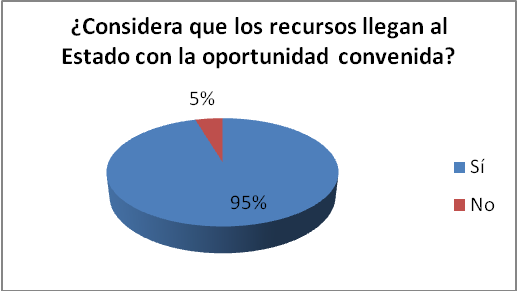 ¿Considera que los recursos llegan al
Estado con la oportunidad convenida?
5%
95%
Sí
No